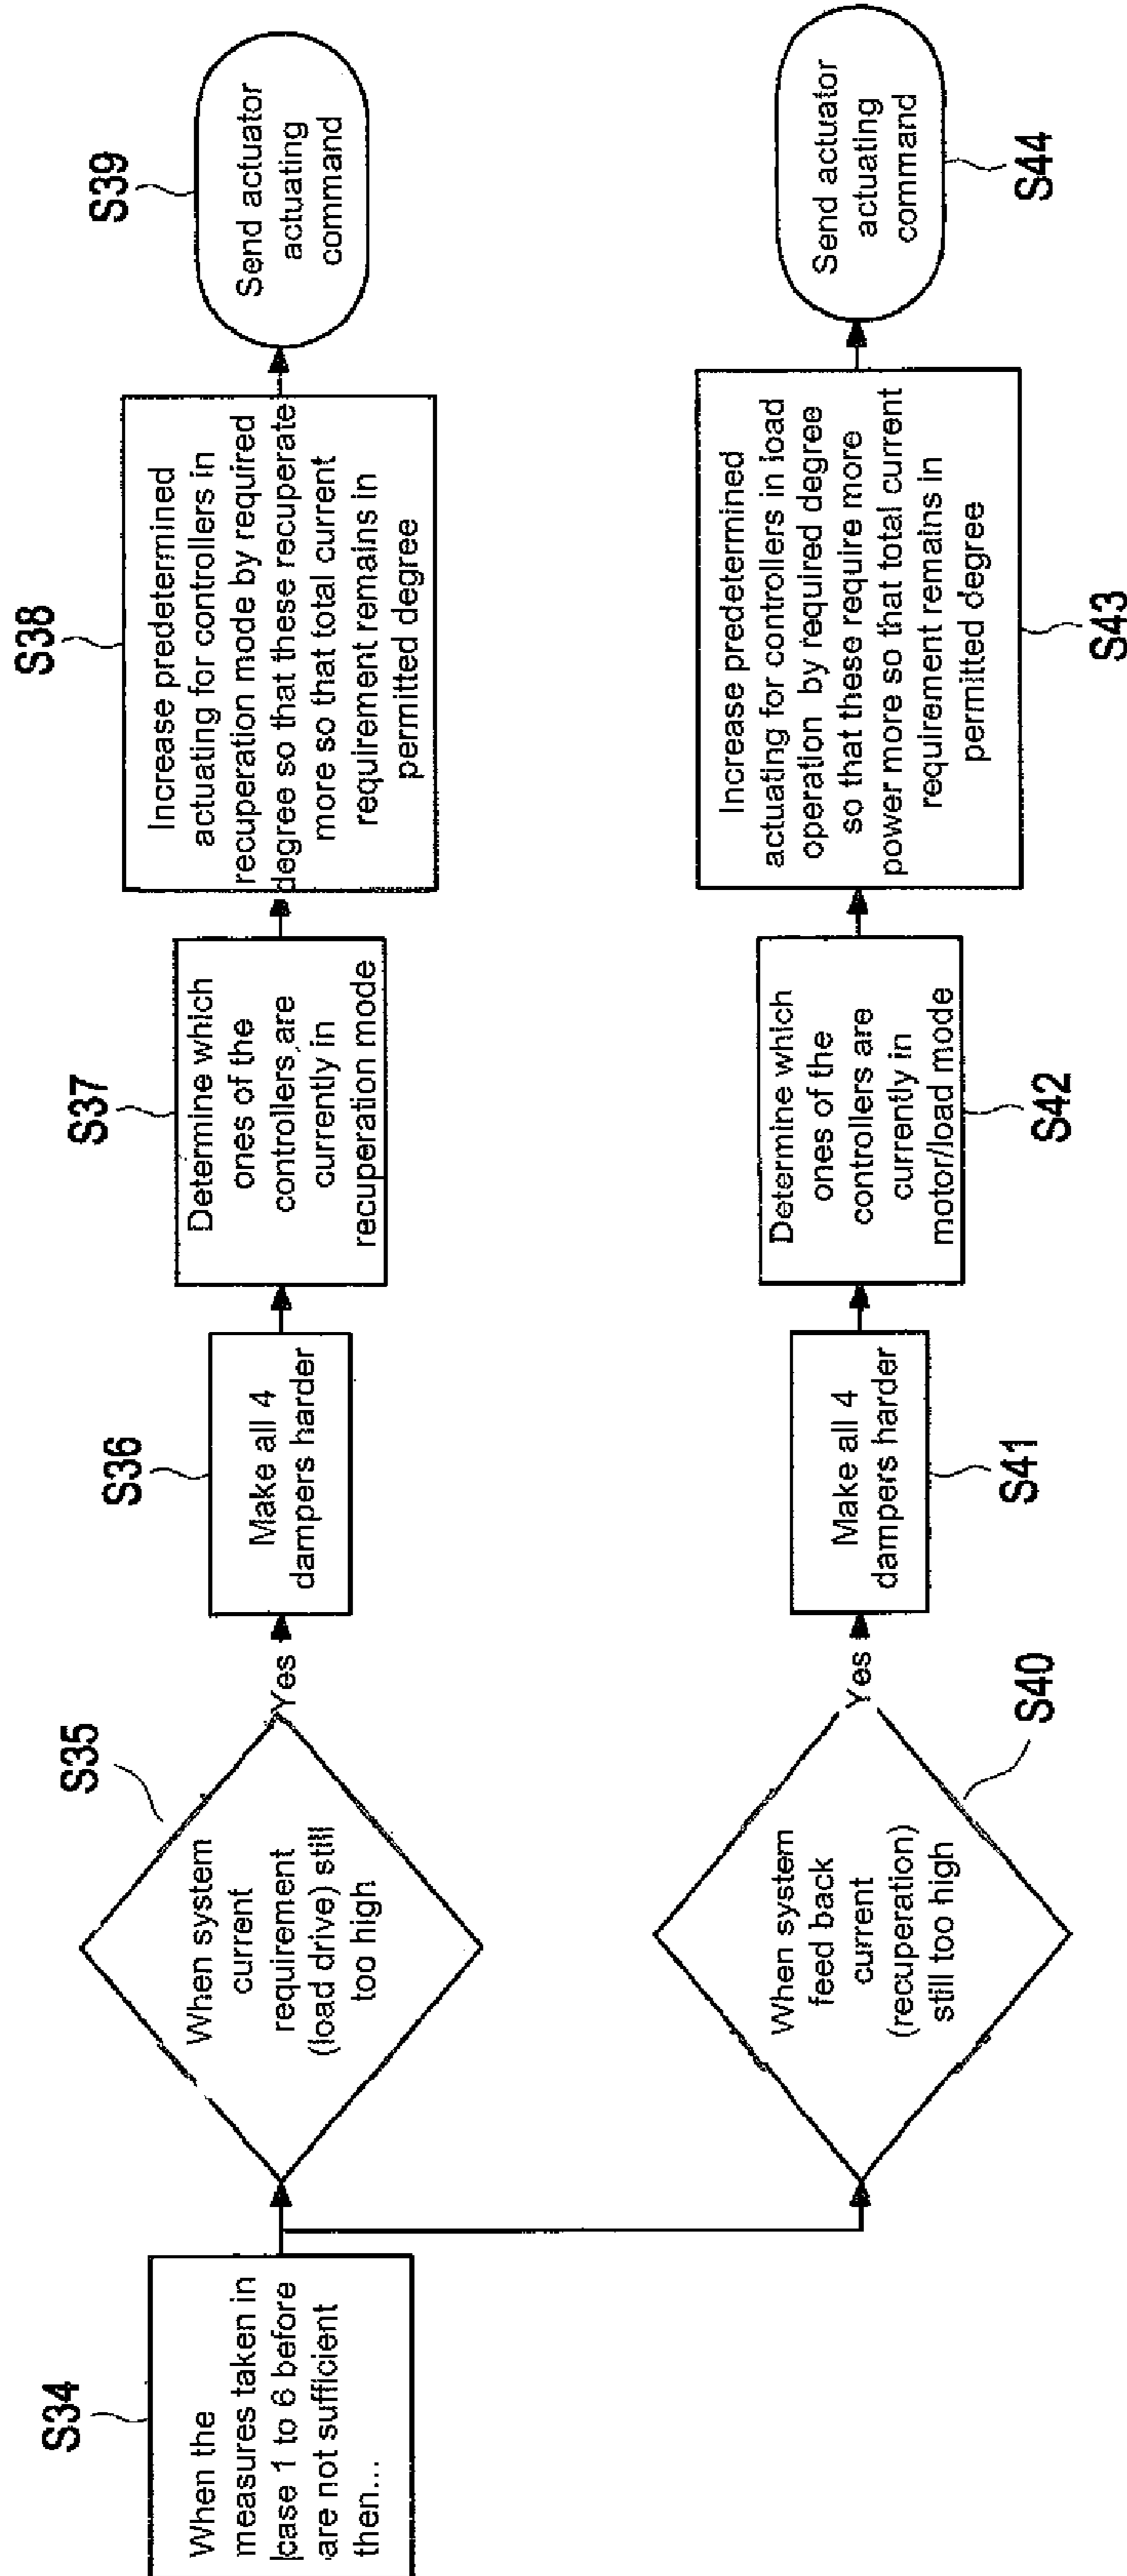 S34
When the
measures taken in
case 1 to 6 before
are not sufficient
then...
S35
When system
current
requirement
(load drive) still
too high
Yes
S36
Make all 4
dampers harder
S37
Determine which
ones of the
controllers are
currently in
recuperation mode
S38
Increase predetermined
actuating for controllers in
recuperation mode by required
degree so that these recuperate
more so that total current
requirement remains in
permitted degree
S39
Send actuator
actuating
command
S40
When system
feed back
current
(recuperation)
still too high
Yes
S41
Make all 4
dampers harder
S42
Determine which
ones of the
controllers are
currently in
motor/load mode
S43
Increase predetermined
actuating for controllers in load
operation by required degree
so that these require more
power more so that total current
requirement remains in
permitted degree
S44
Send actuator
actuating
command